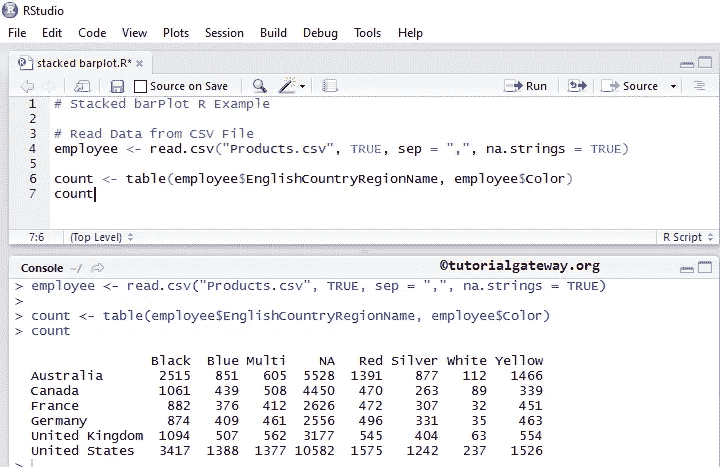 RStudio
File Edit Code View Plots Session Build Debug Tools Help
stacked barplot.R*
Source on Save Run Source
1 # Stacked barPlot R Example
2
3 # Read Data from CSV File
4 employee <- read.csv("Products.csv", TRUE, sep = ",", na.strings = TRUE)
5
6 count <- table(employee$EnglishCountryRegionName, employee$Color)
7 count
7:6 (Top Level) R Script
Console ~/ ©tutorialgateway.org
> employee <- read.csv("Products.csv", TRUE, sep = ",", na.strings = TRUE)
>
> count <- table(employee$EnglishCountryRegionName, employee$Color)
> count
Black Blue Multi NA Red Silver White Yellow
Australia 2515 851 605 5528 1391 877 112 1466
Canada 1061 439 508 4450 470 263 89 339
France 882 376 412 2626 472 307 32 451
Germany 874 409 461 2556 496 331 35 463
United Kingdom 1094 507 562 3177 545 404 63 554
United States 3417 1388 1377 10582 1575 1242 237 1526
>